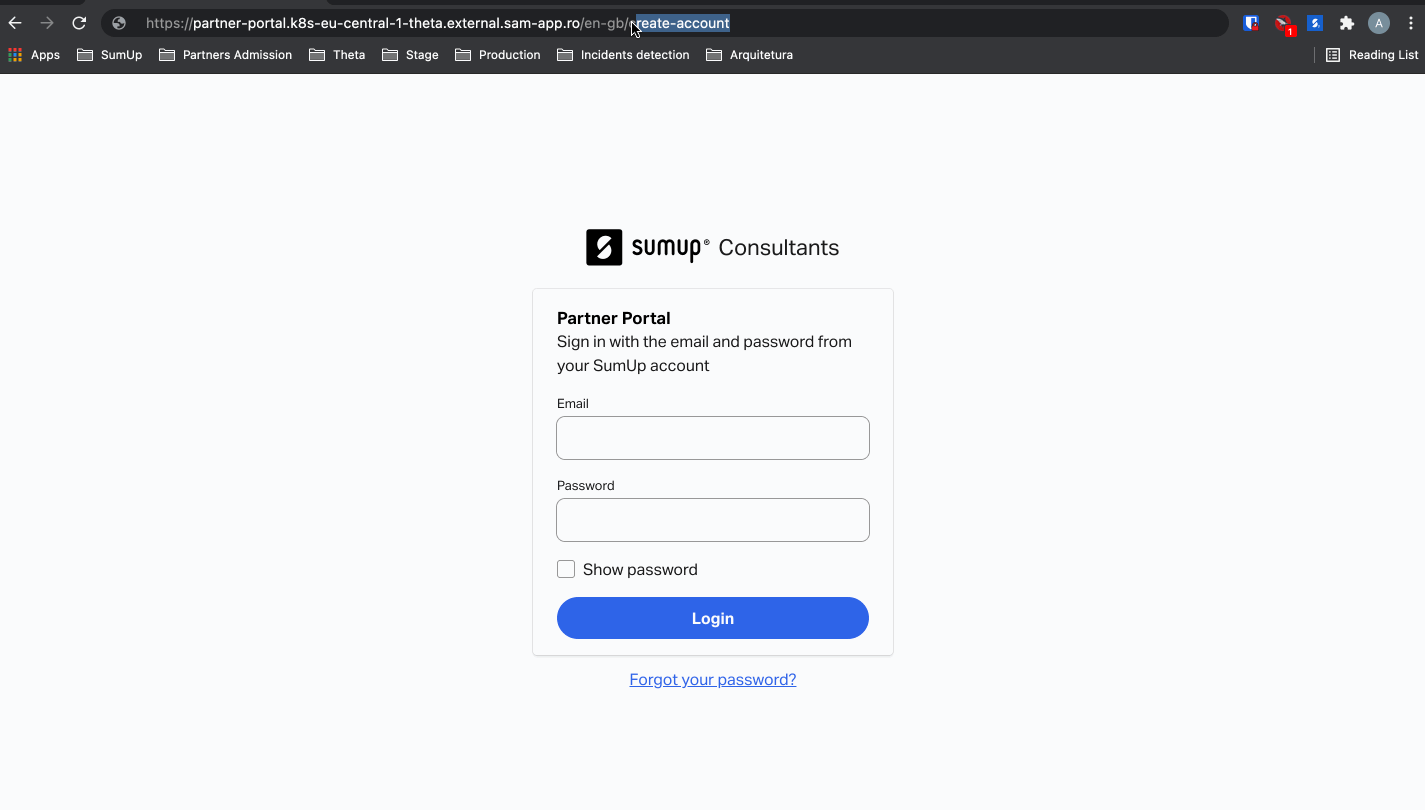 https://partner-portal.k8s-eu-central-1-theta.external.sam-app.ro/en-gb/create-account
1
A
Apps SumUp Partners Admission Theta Stage Production Incidents detection Arquitetura Reading List
sumup® Consultants
Partner Portal
Sign in with the email and password from
your SumUp account
Email
Password
Show password
Login
Forgot your password?